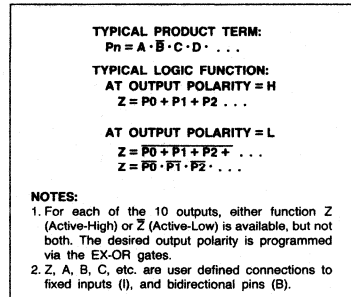 TYPICAL PRODUCT TERM:
Pn = A · B̅ · C · D · . . .
TYPICAL LOGIC FUNCTION:
AT OUTPUT POLARITY = H
Z = P0 + P1 + P2 . . .
AT OUTPUT POLARITY = L
Z = P̅0̅ ̅+̅ ̅P̅1̅ ̅+̅ ̅P̅2̅ ̅+̅ . . .
Z = P̅0̅ · P̅1̅ · P̅2̅ · . . .
NOTES:
1. For each of the 10 outputs, either function Z
(Active-High) or Z̅ (Active-Low) is available, but not
both. The desired output polarity is programmed
via the EX-OR gates.
2. Z, A, B, C, etc. are user defined connections to
fixed inputs (I), and bidirectional pins (B).